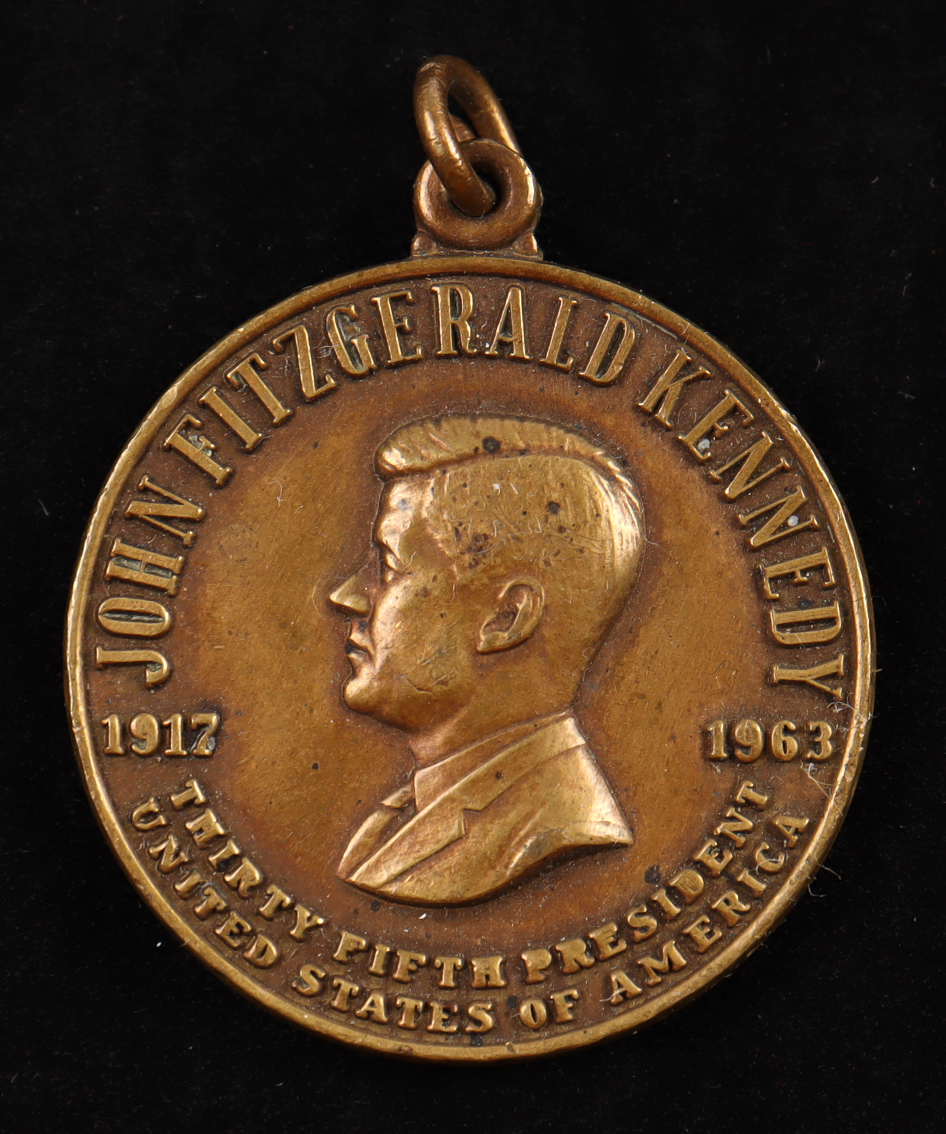 JOHN FITZGERALD KENNEDY
1917 1963
THIRTY FIFTH PRESIDENT
UNITED STATES OF AMERICA